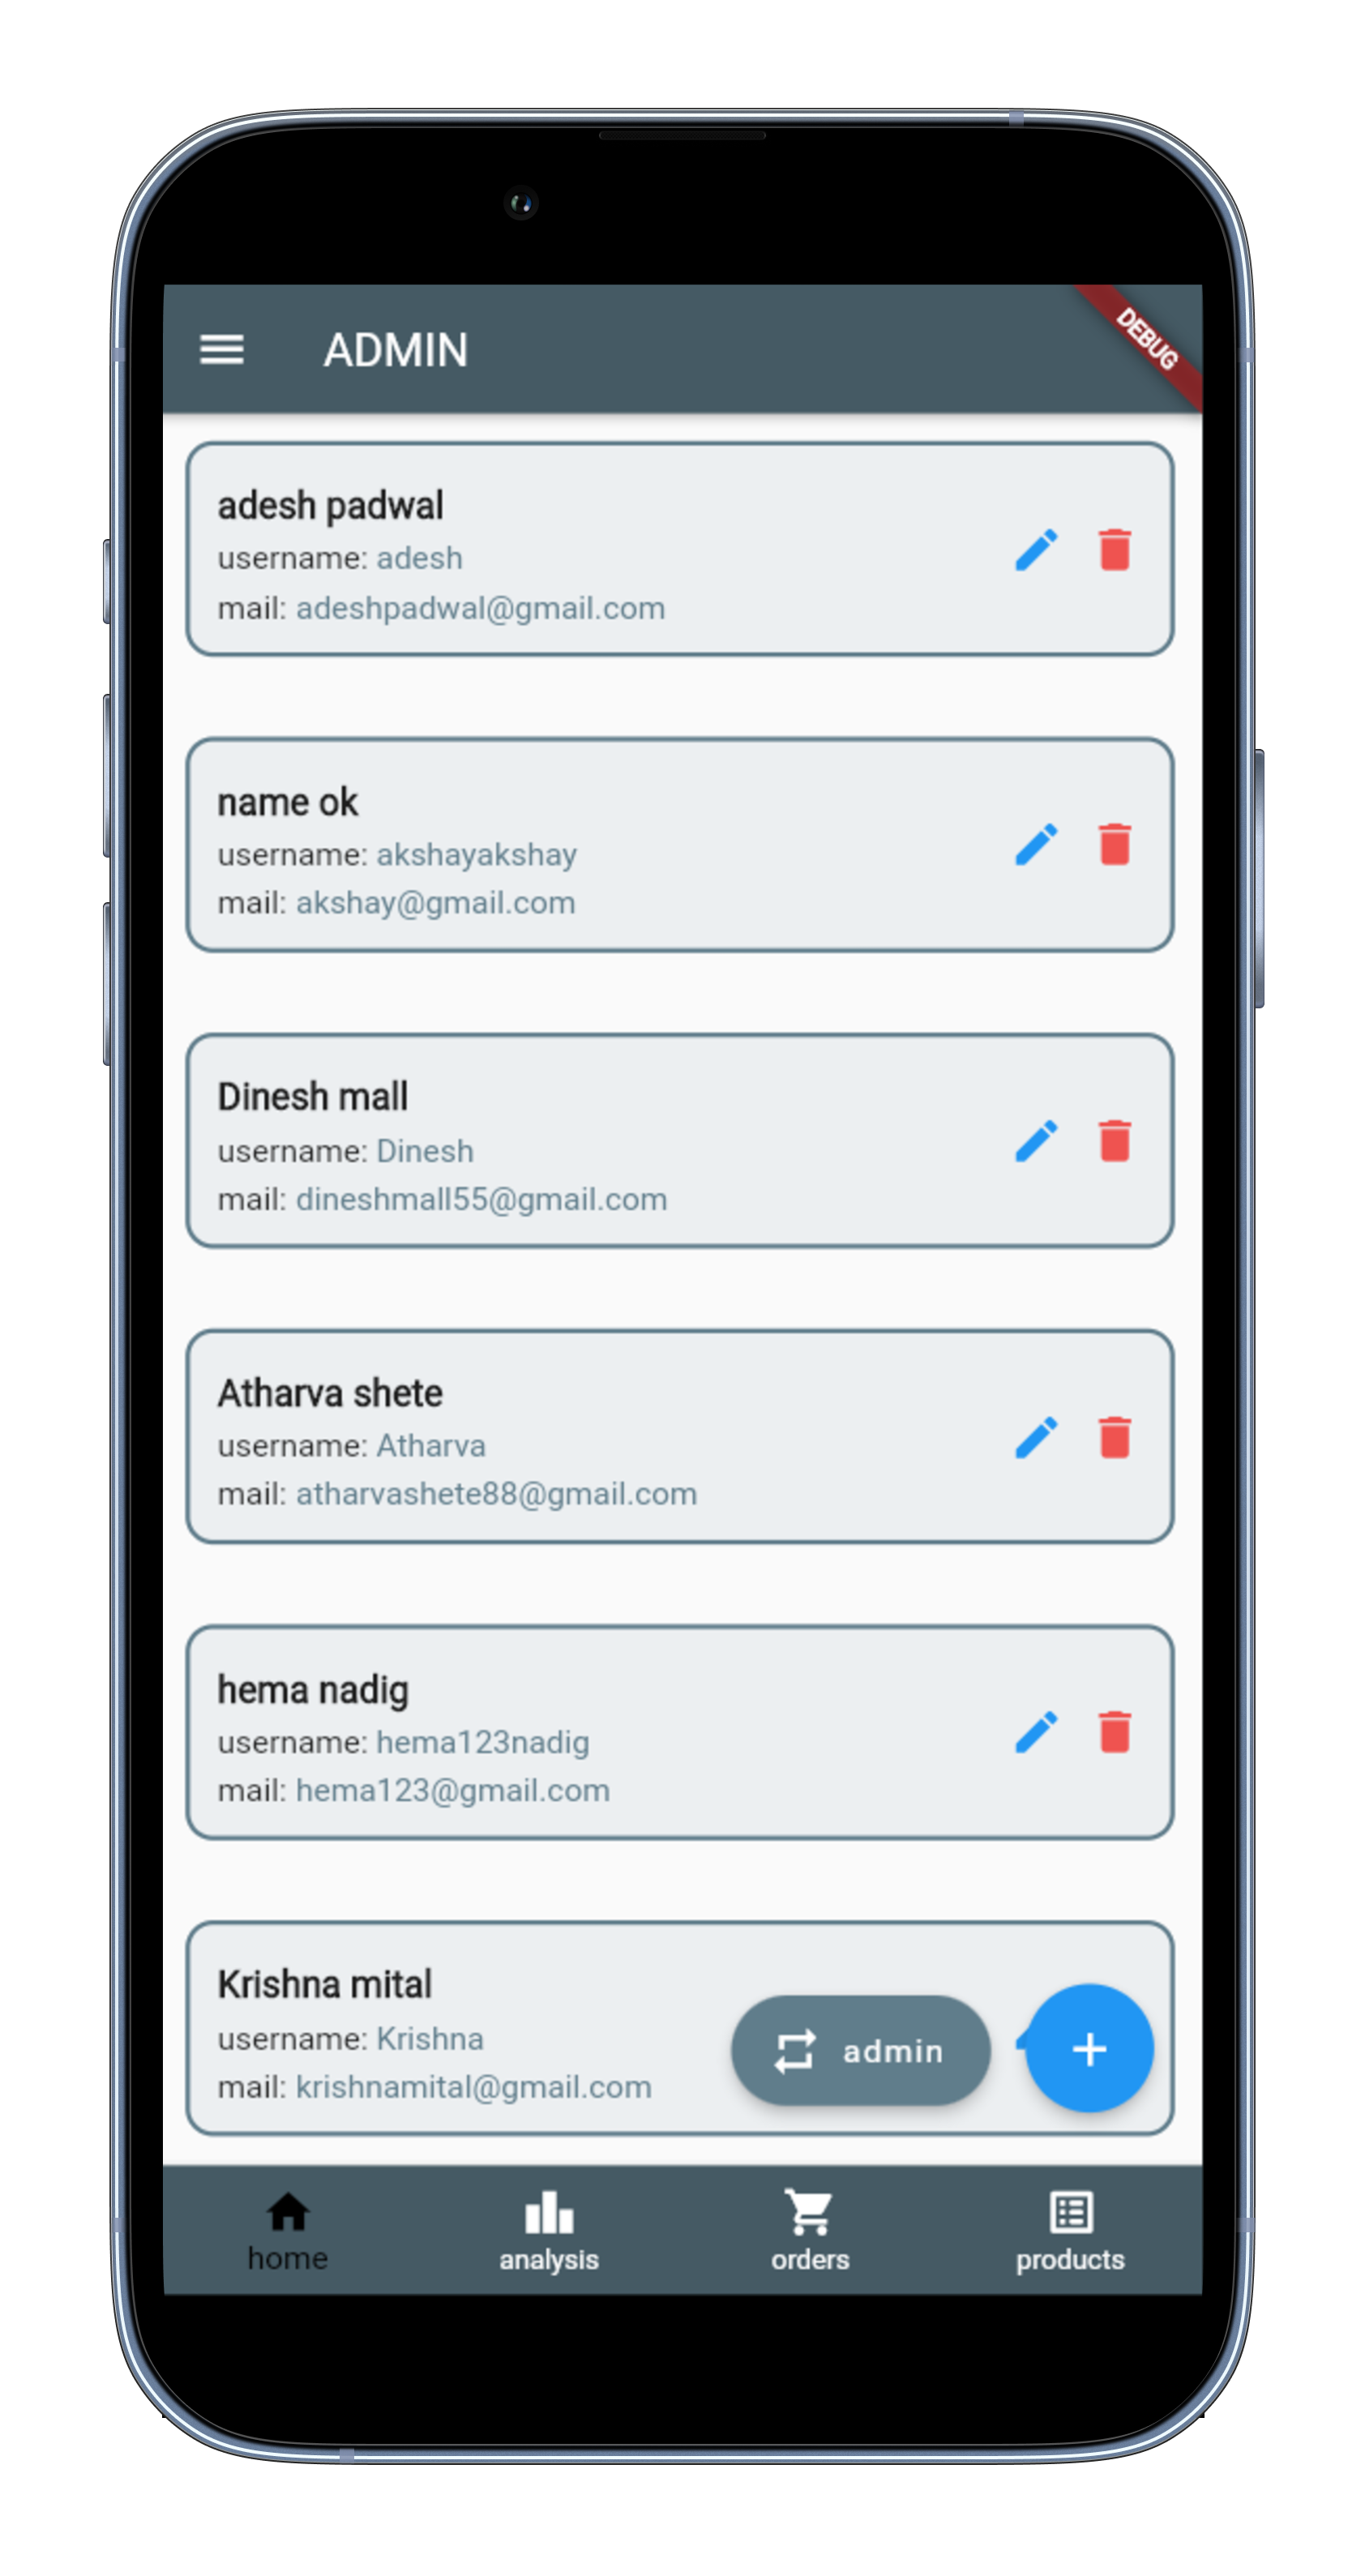 ADMIN
DEBUG
adesh padwal
username: adesh
mail: adeshpadwal@gmail.com
name ok
username: akshayakshay
mail: akshay@gmail.com
Dinesh mall
username: Dinesh
mail: dineshmall55@gmail.com
Atharva shete
username: Atharva
mail: atharvashete88@gmail.com
hema nadig
username: hema123nadig
mail: hema123@gmail.com
Krishna mital
username: Krishna
mail: krishnamital@gmail.com
admin
home
analysis
orders
products